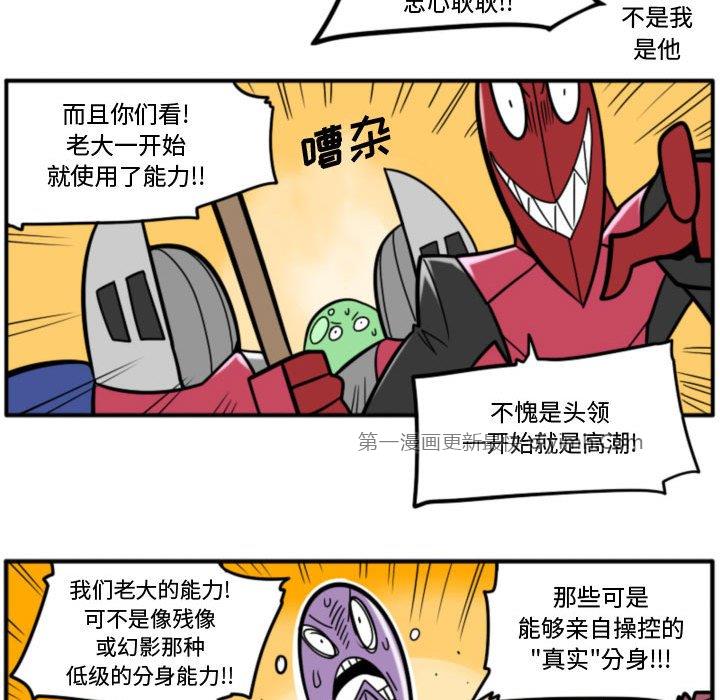 忠心耿耿!!
不是我
是他
而且你们看!
老大一开始
就使用了能力!!
嘈杂
不愧是头领
一开始就是高潮!
第一漫画更新最快
我们老大的能力!
可不是像残像
或幻影那种
低级的分身能力!!
那些可是
能够亲自操控的
"真实"分身!!!